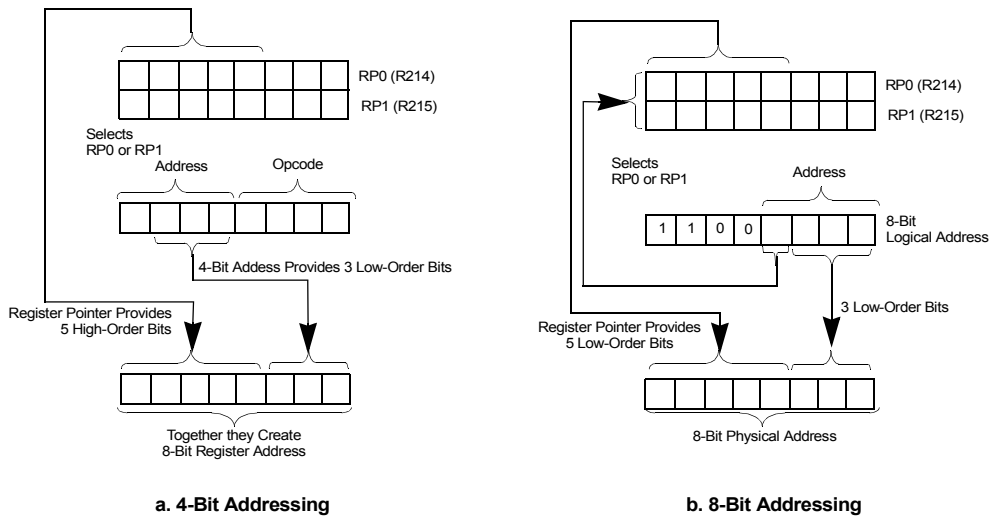 RP0 (R214)
RP1 (R215)
Selects
RP0 or RP1
Address
Opcode
4-Bit Addess Provides 3 Low-Order Bits
Register Pointer Provides
5 High-Order Bits
Together they Create
8-Bit Register Address
a. 4-Bit Addressing
RP0 (R214)
RP1 (R215)
Selects
RP0 or RP1
Address
1 1 0 0
8-Bit
Logical Address
3 Low-Order Bits
Register Pointer Provides
5 Low-Order Bits
8-Bit Physical Address
b. 8-Bit Addressing